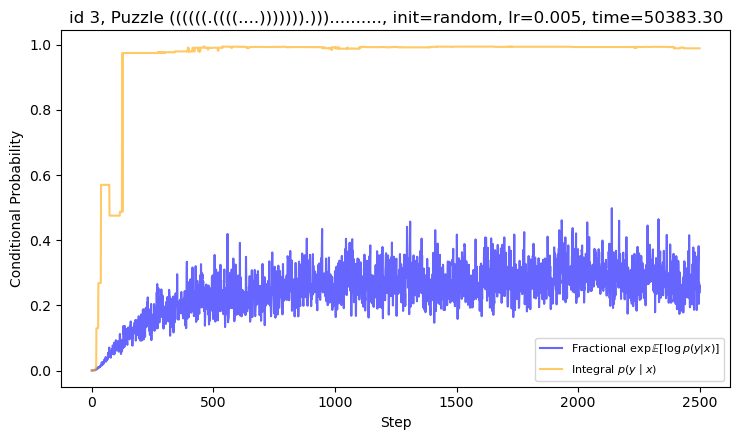 id 3, Puzzle ((((((.((((....))))))).)))..........., init=random, lr=0.005, time=50383.30
Conditional Probability
1.0
0.8
0.6
0.4
0.2
0.0
0
500
1000
1500
2000
2500
Step
Fractional exp𝔼[log p(y|x)]
Integral p(y | x)